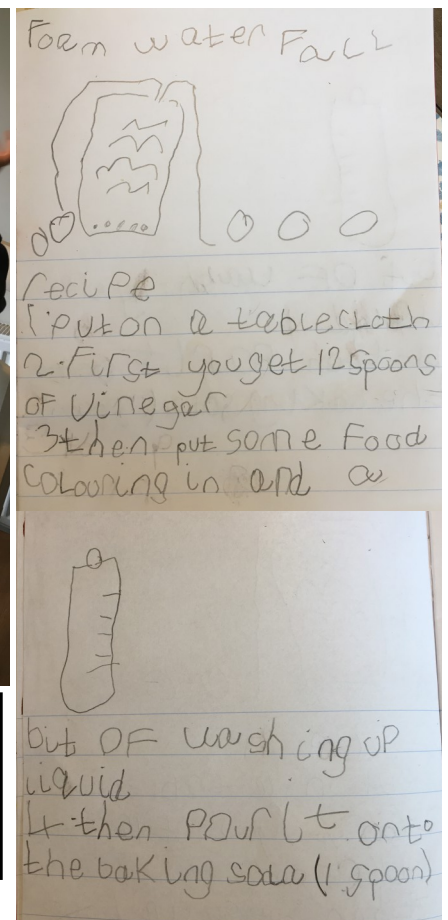 Foam water Fall
recipe
1. put on a tablecloth
2. First you get 12 spoons
of vinegar
3 then put some Food
colouring in and a
bit OF washing up
liquid
4. then pour it onto
the baking soda (1 spoon)